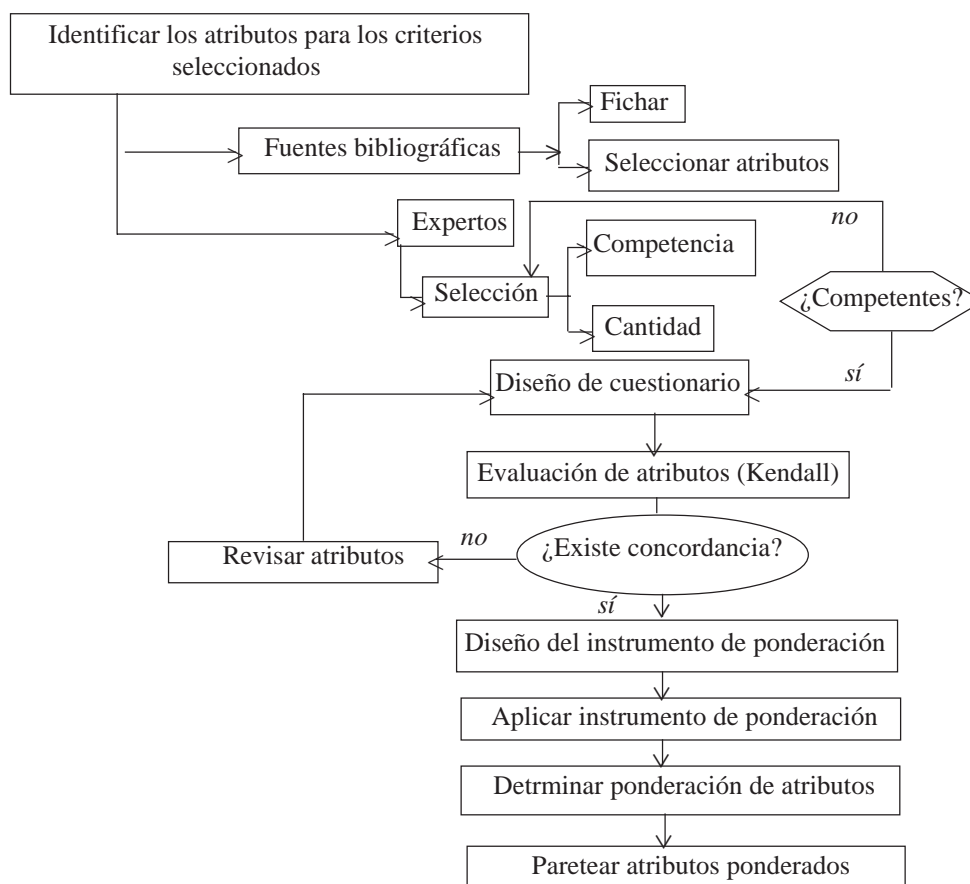 Identificar los atributos para los criterios
seleccionados
Fichar
Fuentes bibliográficas
Seleccionar atributos
Expertos
no
Competencia
Selección
¿Competentes?
Cantidad
Diseño de cuestionario
sí
Evaluación de atributos (Kendall)
¿Existe concordancia?
no
Revisar atributos
sí
Diseño del instrumento de ponderación
Aplicar instrumento de ponderación
Detrminar ponderación de atributos
Paretear atributos ponderados